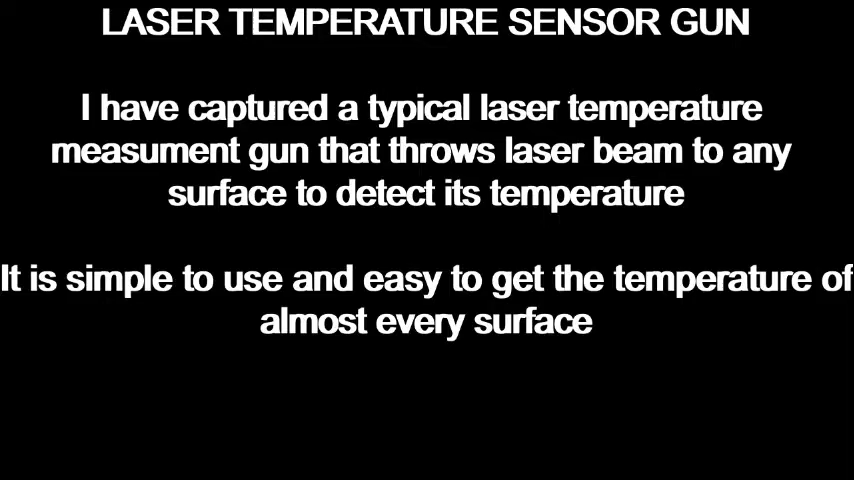 LASER TEMPERATURE SENSOR GUN
I have captured a typical laser temperature
measument gun that throws laser beam to any
surface to detect its temperature
It is simple to use and easy to get the temperature of
almost every surface